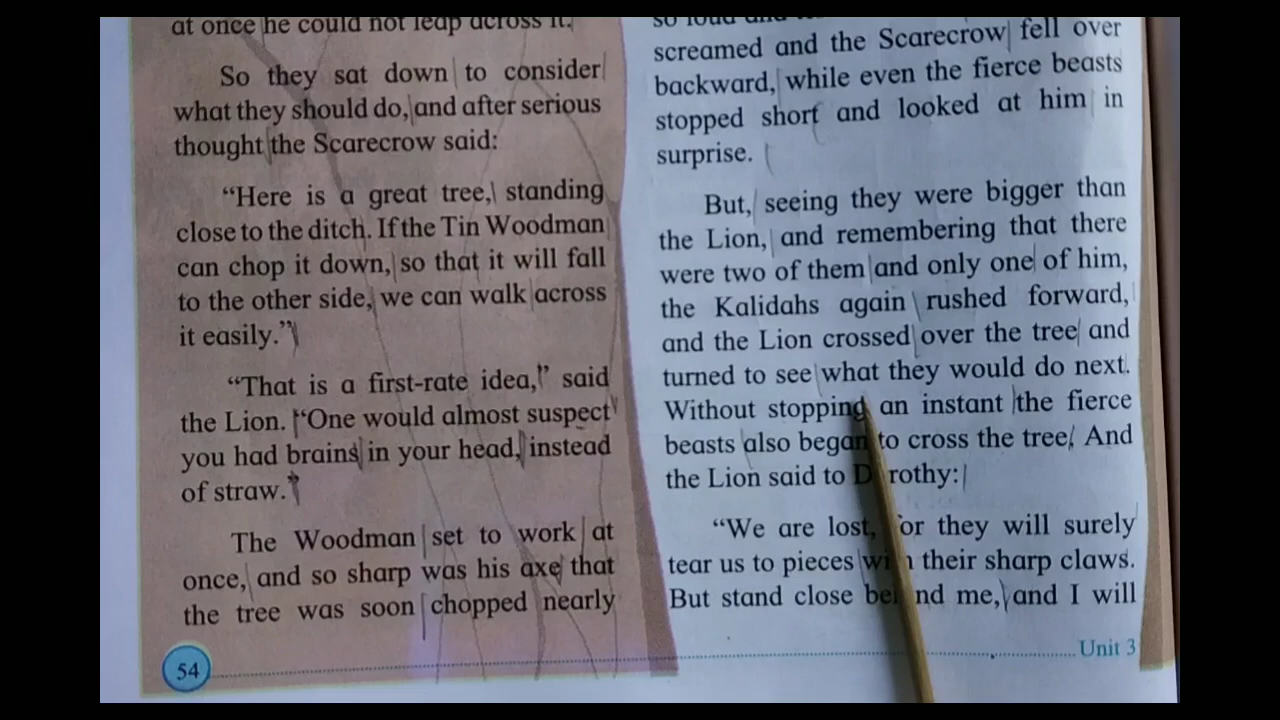 at once he could not leap across it.
So they sat down to consider
what they should do, and after serious
thought the Scarecrow said:
“Here is a great tree, standing
close to the ditch. If the Tin Woodman
can chop it down, so that it will fall
to the other side, we can walk across
it easily.”
“That is a first-rate idea,” said
the Lion. “One would almost suspect
you had brains in your head, instead
of straw.”
The Woodman set to work at
once, and so sharp was his axe that
the tree was soon chopped nearly
54
so loud and
screamed and the Scarecrow fell over
backward, while even the fierce beasts
stopped short and looked at him in
surprise.
But, seeing they were bigger than
the Lion, and remembering that there
were two of them and only one of him,
the Kalidahs again rushed forward,
and the Lion crossed over the tree and
turned to see what they would do next.
Without stopping an instant the fierce
beasts also began to cross the tree. And
the Lion said to Dorothy:
“We are lost, for they will surely
tear us to pieces with their sharp claws.
But stand close behind me, and I will
Unit 3